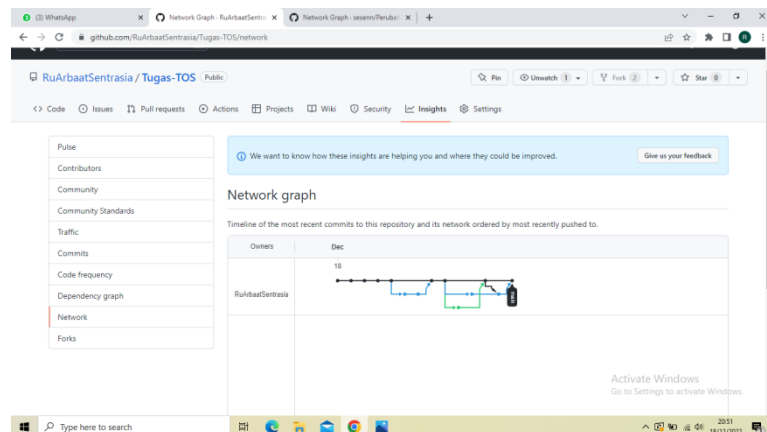 (3) WhatsApp
Network Graph - RuArbaatSentra
Network Graph - sesenn/Perubah
github.com/RuArbaatSentrasia/Tugas-TOS/network
RuArbaatSentrasia / Tugas-TOS Public
Pin
Unwatch 1
Fork 2
Star 0
Code
Issues
Pull requests
Actions
Projects
Wiki
Security
Insights
Settings
Pulse
Contributors
Community
Community Standards
Traffic
Commits
Code frequency
Dependency graph
Network
Forks
We want to know how these insights are helping you and where they could be improved.
Give us your feedback
Network graph
Timeline of the most recent commits to this repository and its network ordered by most recently pushed to.
Owners
Dec
18
RuArbaatSentrasia
main
Activate Windows
Go to Settings to activate Windows.
Type here to search
20:51
18/12/2022